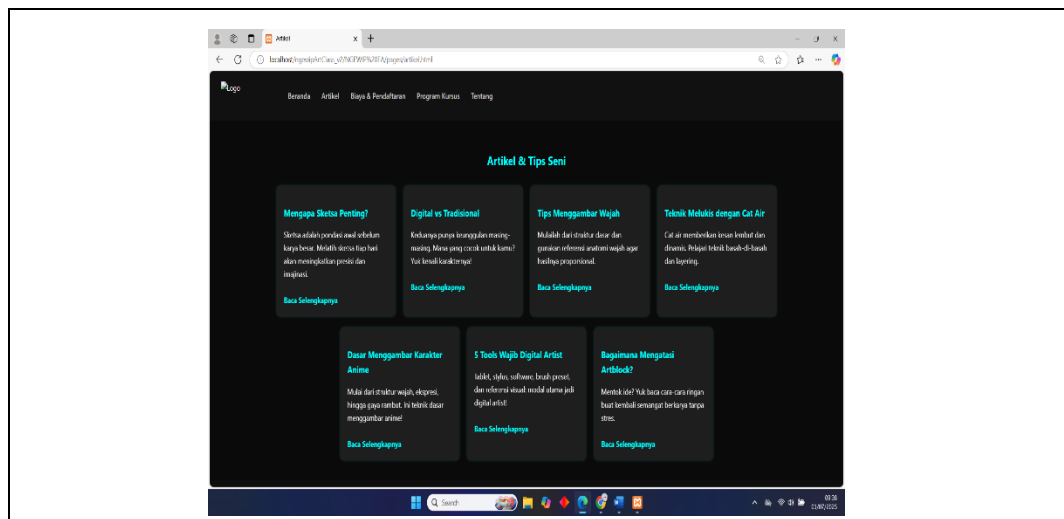 Artikel
localhost/ngewipArtClass_v2/NGEWIP%20FA/pages/artikel.html
Logo
Beranda Artikel Biaya & Pendaftaran Program Kursus Tentang
Artikel & Tips Seni
Mengapa Sketsa Penting?
Sketsa adalah pondasi awal sebelum
karya besar. Melatih sketsa tiap hari
akan meningkatkan presisi dan
imajinasi.
Baca Selengkapnya
Digital vs Tradisional
Keduanya punya keunggulan masing-
masing. Mana yang cocok untuk kamu?
Yuk kenali karakternya!
Baca Selengkapnya
Tips Menggambar Wajah
Mulailah dari struktur dasar dan
gunakan referensi anatomi wajah agar
hasilnya proporsional.
Baca Selengkapnya
Teknik Melukis dengan Cat Air
Cat air memberikan kesan lembut dan
dinamis. Pelajari teknik basah-di-basah
dan layering.
Baca Selengkapnya
Dasar Menggambar Karakter
Anime
Mulai dari struktur wajah, ekspresi,
hingga gaya rambut. Ini teknik dasar
menggambar anime!
Baca Selengkapnya
5 Tools Wajib Digital Artist
Tablet, stylus, software, brush preset,
dan referensi visual: modal utama jadi
digital artist!
Baca Selengkapnya
Bagaimana Mengatasi
Artblock?
Mentok ide? Yuk baca cara-cara ringan
buat kembali semangat berkarya tanpa
stres.
Baca Selengkapnya
Search